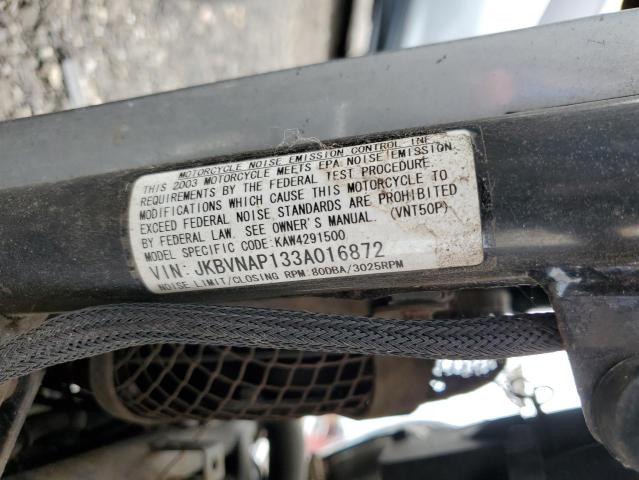 MOTORCYCLE NOISE EMISSION CONTROL INF
THIS 2003 MOTORCYCLE MEETS EPA NOISE EMISSION
REQUIREMENTS BY THE FEDERAL TEST PROCEDURE.
MODIFICATIONS WHICH CAUSE THIS MOTORCYCLE TO
EXCEED FEDERAL NOISE STANDARDS ARE PROHIBITED
BY FEDERAL LAW. SEE OWNER'S MANUAL. (VNT50P)
MODEL SPECIFIC CODE:KAW4291500
VIN: JKBVNAP133A016872
NOISE LIMIT/CLOSING RPM:80DBA/3025RPM